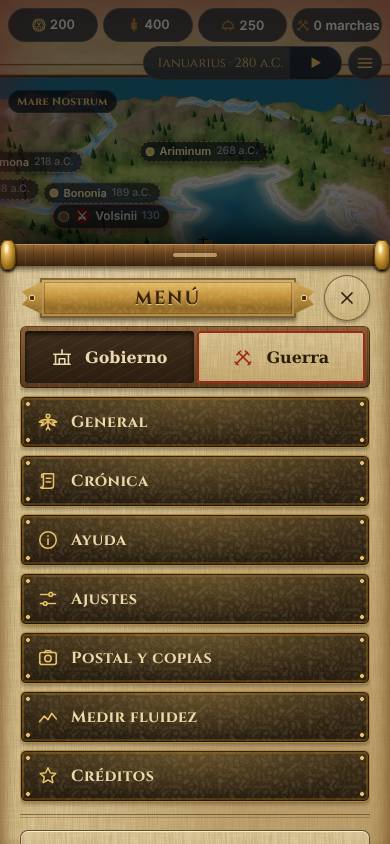 200
400
250
0 marchas
IANUARIUS · 280 A.C.
MARE NOSTRUM
Ariminum 268 a.C.
mona 218 a.C.
8 a.C.
Bononia 189 a.C.
Volsinii 130
MENÚ
Gobierno
Guerra
GENERAL
CRÓNICA
AYUDA
AJUSTES
POSTAL Y COPIAS
MEDIR FLUIDEZ
CRÉDITOS